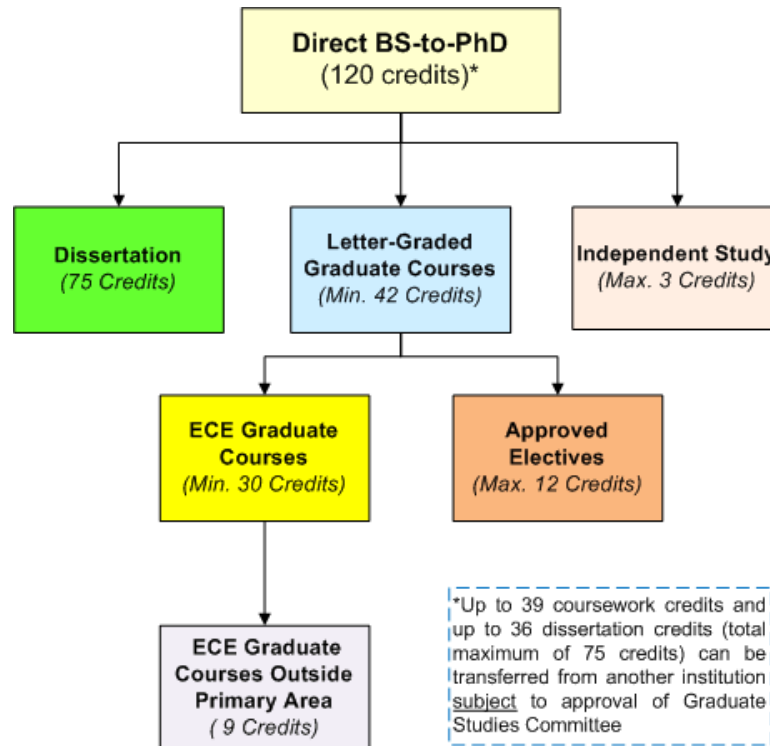 Direct BS-to-PhD
(120 credits)*
Dissertation
(75 Credits)
Letter-Graded
Graduate Courses
(Min. 42 Credits)
Independent Study
(Max. 3 Credits)
ECE Graduate
Courses
(Min. 30 Credits)
Approved
Electives
(Max. 12 Credits)
ECE Graduate
Courses Outside
Primary Area
( 9 Credits)
*Up to 39 coursework credits and
up to 36 dissertation credits (total
maximum of 75 credits) can be
transferred from another institution
subject to approval of Graduate
Studies Committee